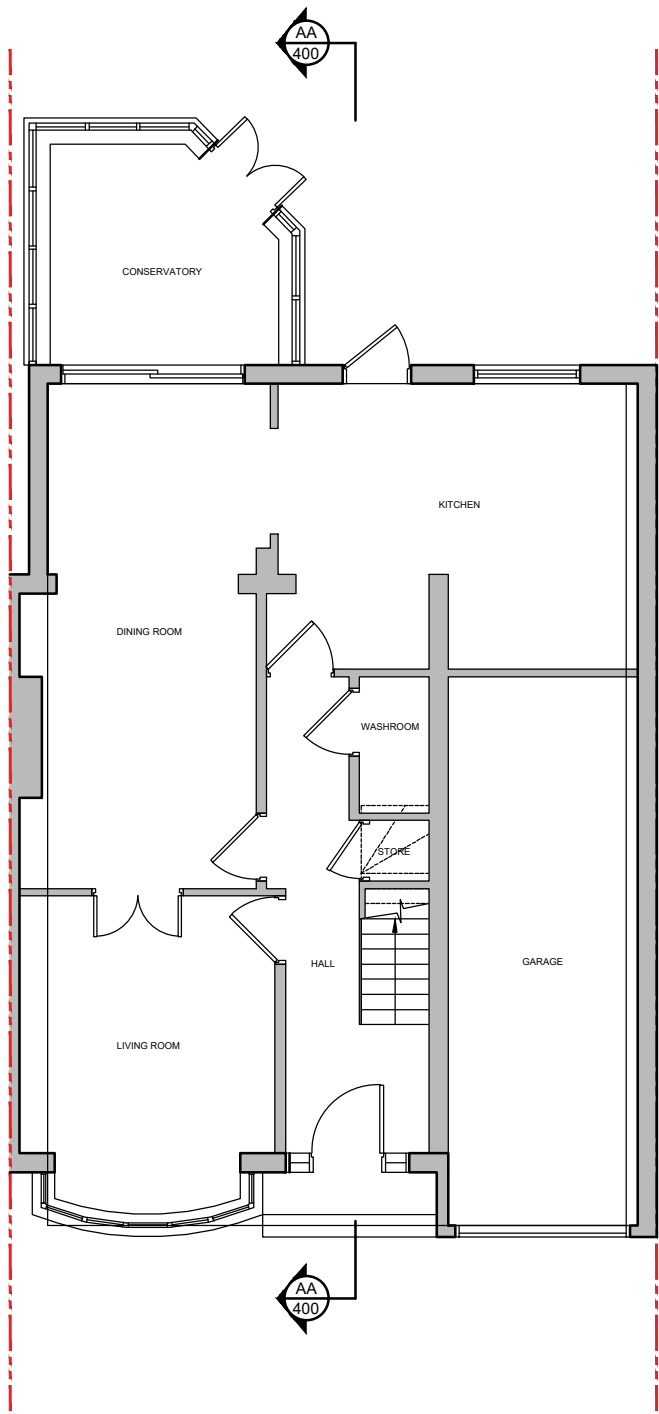 AA
400
CONSERVATORY
KITCHEN
DINING ROOM
WASHROOM
STORE
HALL
GARAGE
LIVING ROOM
AA
400